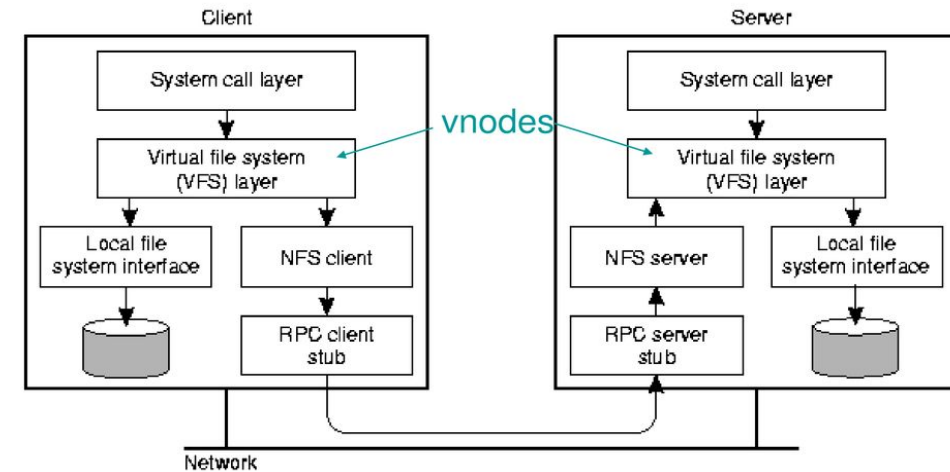 Client
Server
System call layer
System call layer
vnodes
Virtual file system
(VFS) layer
Virtual file system
(VFS) layer
Local file
system interface
NFS client
NFS server
Local file
system interface
RPC client
stub
RPC server
stub
Network